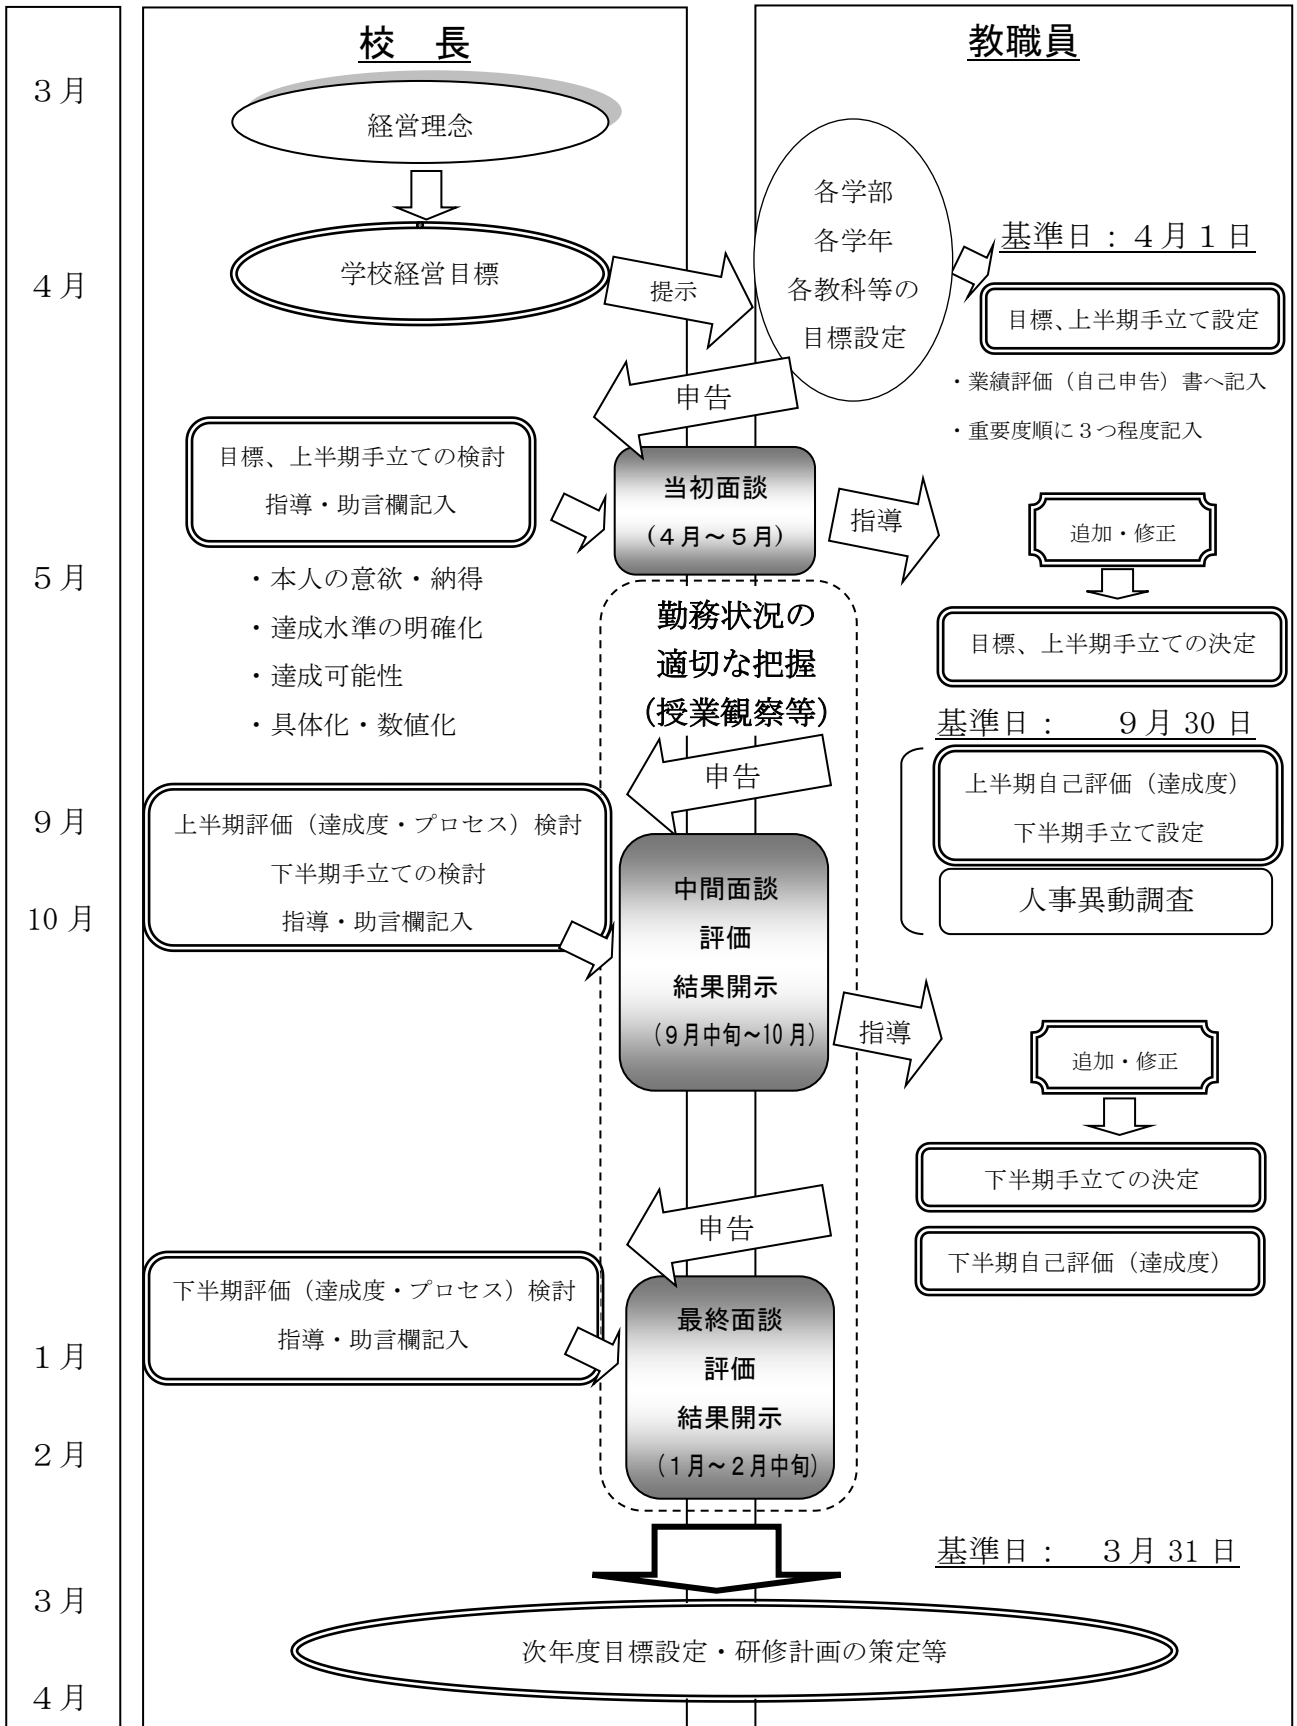 校　長
教職員
3月
経営理念
各学部
各学年
各教科等の
目標設定
基準日：４月１日
４月
学校経営目標
提示
目標、上半期手立て設定
・業績評価（自己申告）書へ記入
・重要度順に３つ程度記入
申告
目標、上半期手立ての検討
指導・助言欄記入
当初面談
(４月～５月)
指導
追加・修正
５月
・本人の意欲・納得
・達成水準の明確化
・達成可能性
・具体化・数値化
勤務状況の
適切な把握
(授業観察等)
目標、上半期手立ての決定
基準日：　９月 30 日
申告
上半期自己評価（達成度）
下半期手立て設定
人事異動調査
９月
10 月
上半期評価（達成度・プロセス）検討
下半期手立ての検討
指導・助言欄記入
中間面談
評価
結果開示
(９月中旬～10 月)
指導
追加・修正
下半期手立ての決定
申告
下半期自己評価（達成度）
下半期評価（達成度・プロセス）検討
指導・助言欄記入
最終面談
評価
結果開示
(１月～２月中旬)
１月
２月
基準日：　３月 31 日
３月
次年度目標設定・研修計画の策定等
４月